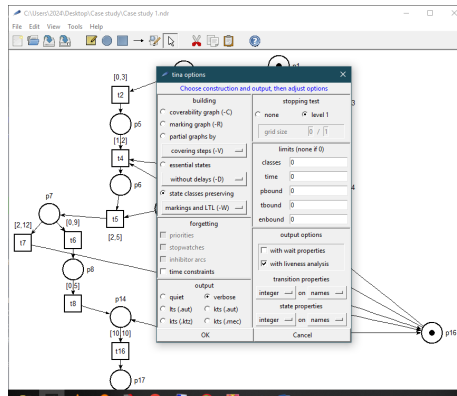 C:\Users\2024\Desktop\Case study\Case study 1.ndr
File Edit View Tools Help
[0,3]
t2
p5
[1,2]
t4
p6
p7
[0,9]
[2,12]
t5
t7
t6
[2,5]
p8
[0,5]
t8
p14
[10,10]
t16
p17
p1
3
4
p16
tina options
Choose construction and output, then adjust options
building
coverability graph (-C)
marking graph (-R)
partial graphs by
covering steps (-V)
essential states
without delays (-D)
state classes preserving
markings and LTL (-W)
forgetting
priorities
stopwatches
inhibitor arcs
time constraints
output
quiet verbose
lts (.aut) kts (.aut)
kts (.ktz) kts (.mec)
stopping test
none level 1
grid size 0 / 1
limits (none if 0)
classes 0
time 0
pbound 0
tbound 0
enbound 0
output options
with wait properties
with liveness analysis
transition properties
integer on names
state properties
integer on names
OK Cancel